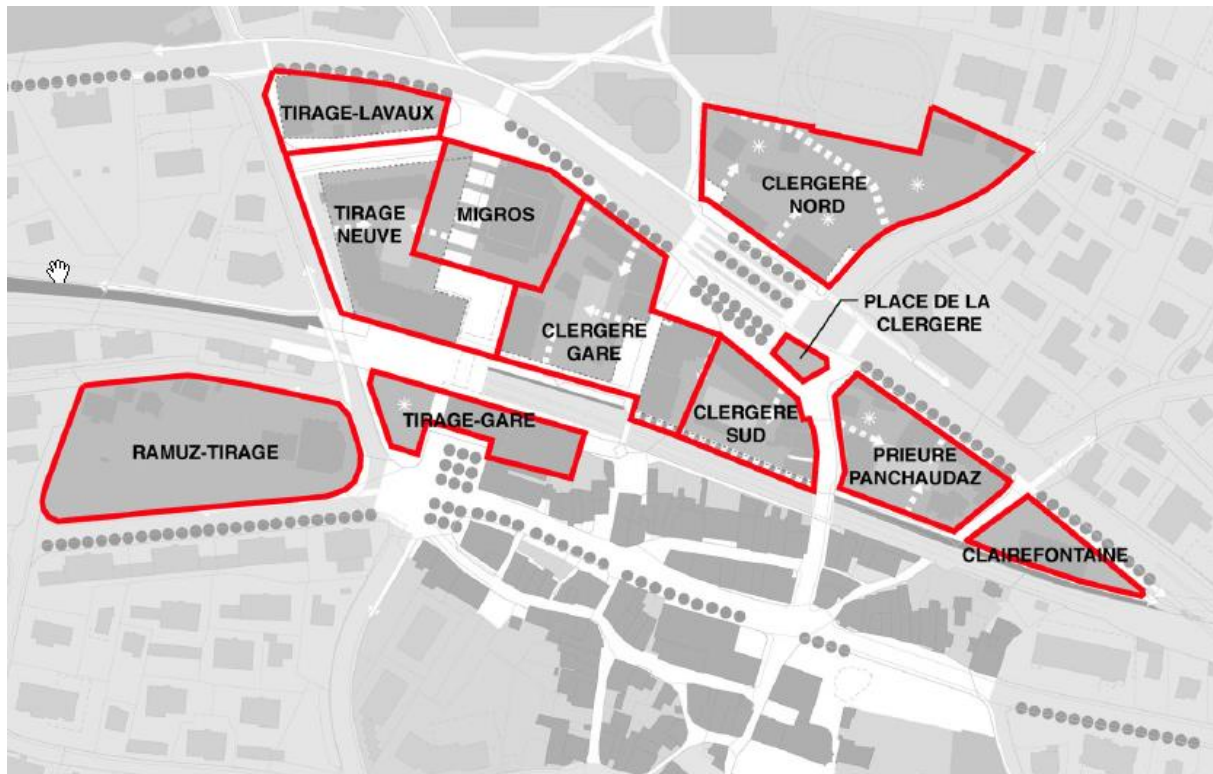 TIRAGE-LAVAUX
CLERGERE
NORD
TIRAGE
NEUVE
MIGROS
PLACE DE LA
CLERGERE
CLERGERE
GARE
CLERGERE
SUD
TIRAGE-GARE
RAMUZ-TIRAGE
PRIEURE
PANCHAUDAZ
CLAIREFONTAINE